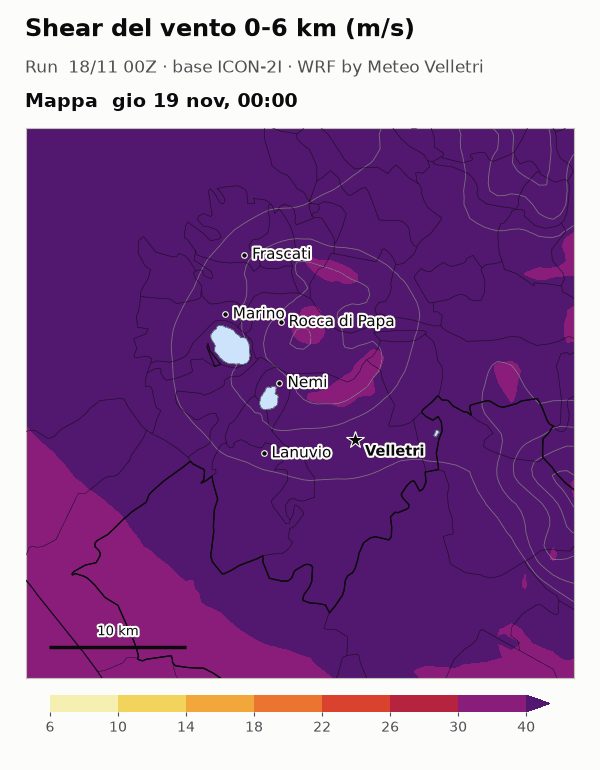 Shear del vento 0-6 km (m/s)
Run  18/11 00Z · base ICON-2I · WRF by Meteo Velletri
Mappa  gio 19 nov, 00:00
Frascati
Marino
Rocca di Papa
Nemi
Velletri
Lanuvio
10 km
6 10 14 18 22 26 30 40